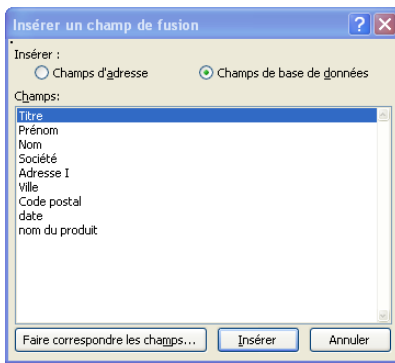 Insérer un champ de fusion
Insérer :
Champs d'adresse Champs de base de données
Champs:
Titre
Prénom
Nom
Société
Adresse I
Ville
Code postal
date
nom du produit
Faire correspondre les champs... Insérer Annuler